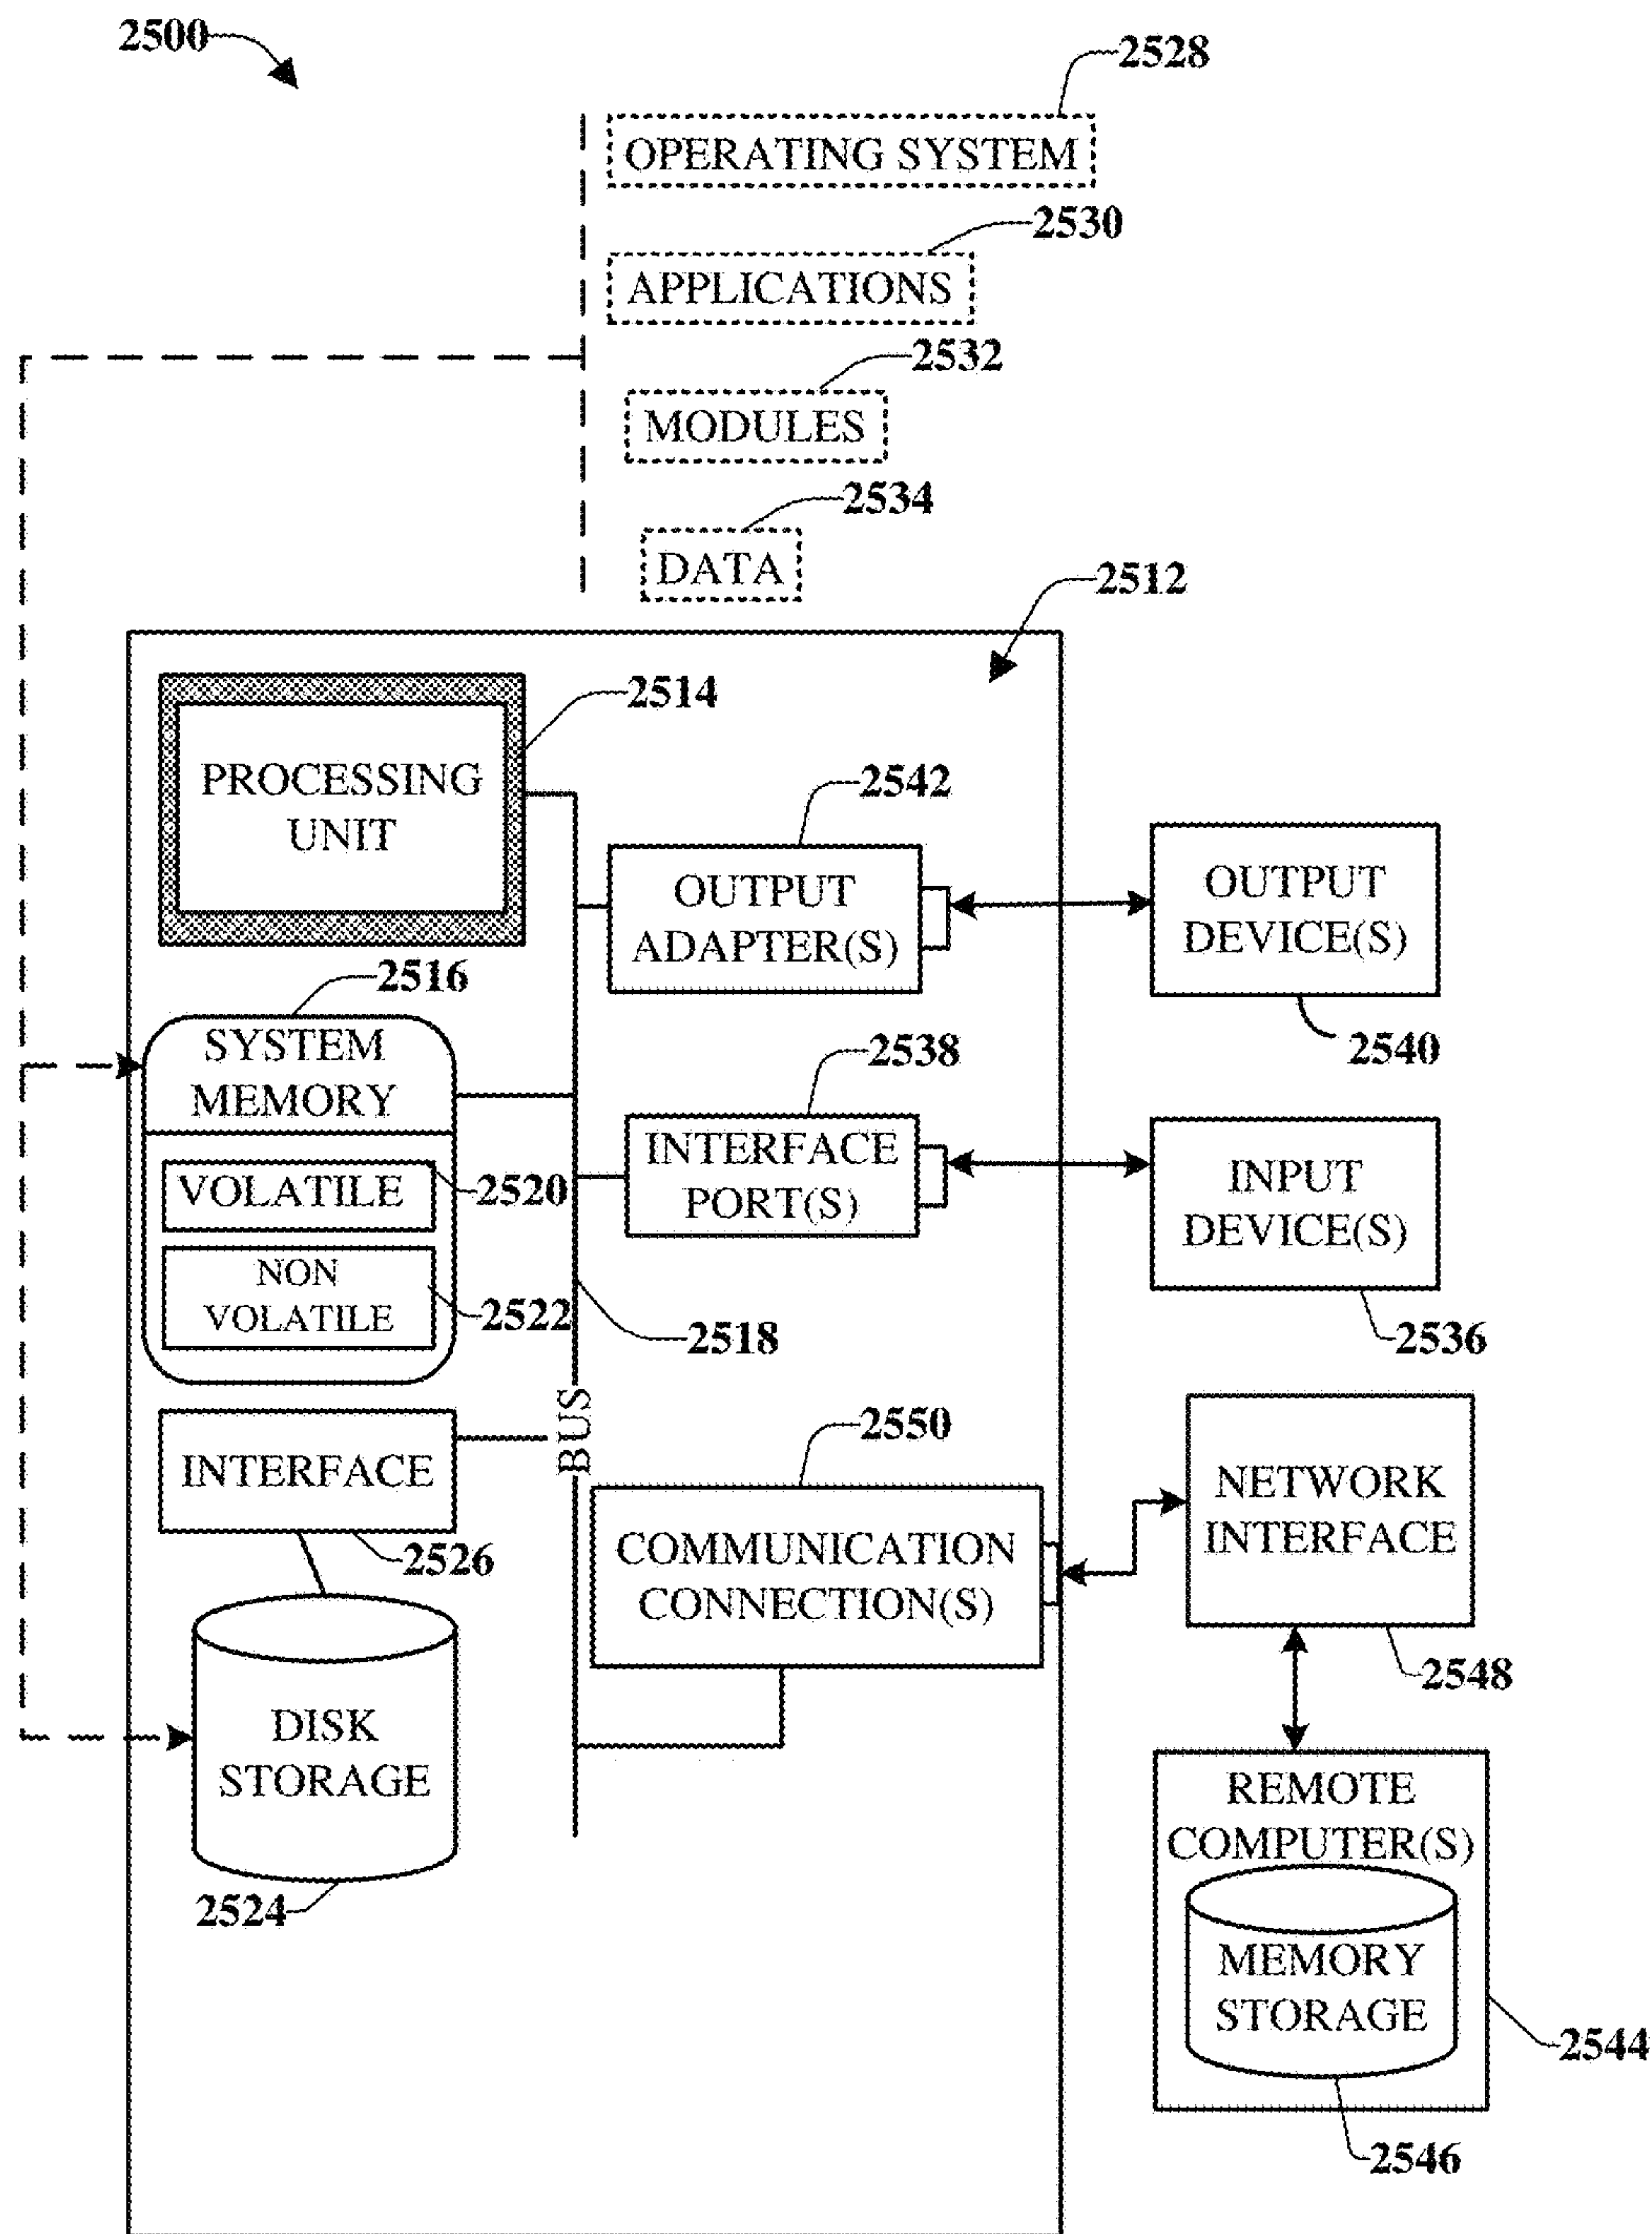 2500
2528
OPERATING SYSTEM
2530
APPLICATIONS
2532
MODULES
2534
DATA
2512
2514
PROCESSING
UNIT
2542
OUTPUT
ADAPTER(S)
OUTPUT
DEVICE(S)
2540
2516
SYSTEM
MEMORY
VOLATILE
2520
NON
VOLATILE
2522
2538
INTERFACE
PORT(S)
INPUT
DEVICE(S)
2536
2518
BUS
INTERFACE
2526
2550
COMMUNICATION
CONNECTION(S)
NETWORK
INTERFACE
2548
DISK
STORAGE
2524
REMOTE
COMPUTER(S)
MEMORY
STORAGE
2544
2546